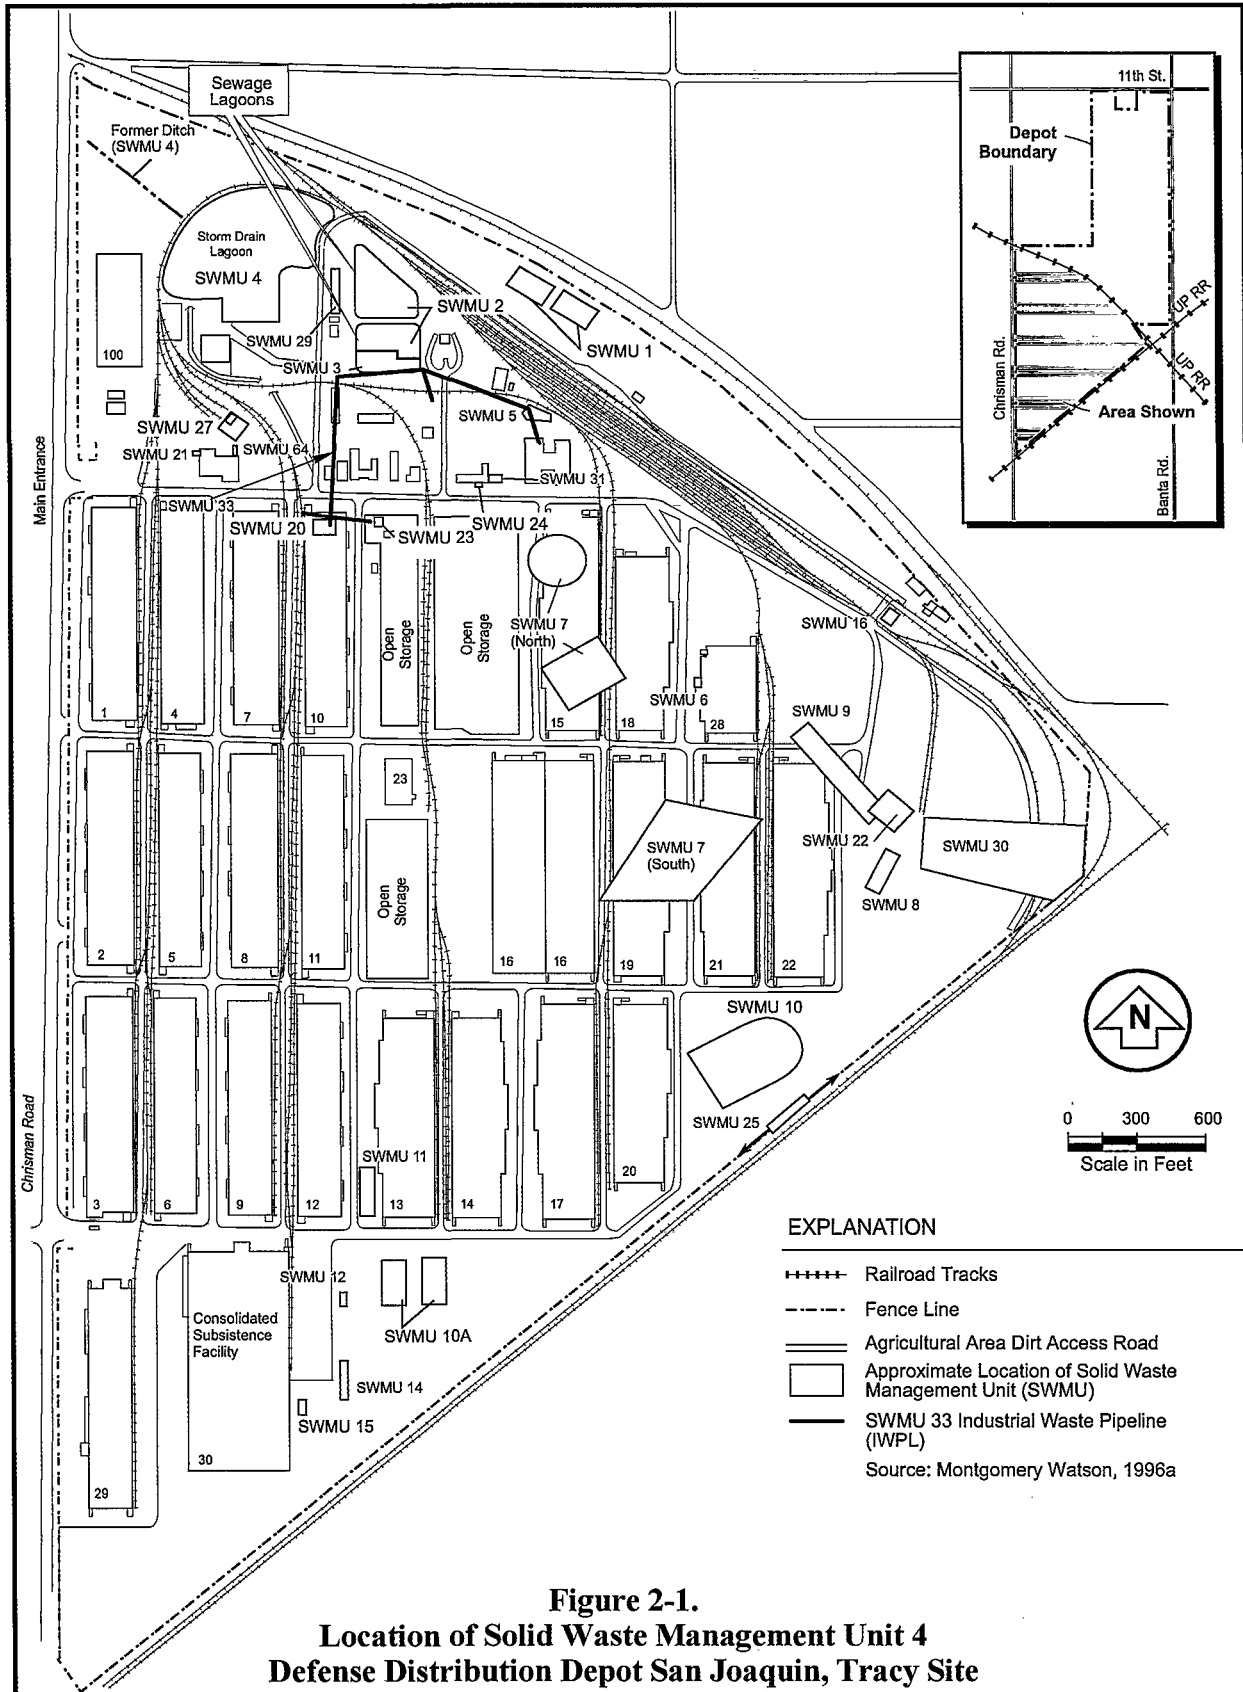 Sewage
Lagoons
Former Ditch
(SWMU 4)
Storm Drain
Lagoon
SWMU 4
SWMU 2
SWMU 29
SWMU 1
SWMU 3
100
SWMU 5
SWMU 27
SWMU 21
SWMU 64
SWMU 31
SWMU 33
SWMU 24
SWMU 20
SWMU 23
Main Entrance
Chrisman Road
11th St.
Depot
Boundary
UP RR
UP RR
Chrisman Rd.
Area Shown
Banta Rd.
SWMU 7
(North)
SWMU 16
Open
Storage
Open
Storage
SWMU 6
SWMU 9
1
4
7
10
15
18
28
23
SWMU 7
(South)
SWMU 22
SWMU 30
SWMU 8
Open
Storage
2
5
8
11
16
16
19
21
22
SWMU 10
SWMU 25
N
0 300 600
Scale in Feet
SWMU 11
3
6
9
12
13
14
17
20
SWMU 12
SWMU 10A
Consolidated
Subsistence
Facility
SWMU 14
SWMU 15
30
29
EXPLANATION
Railroad Tracks
Fence Line
Agricultural Area Dirt Access Road
Approximate Location of Solid Waste
Management Unit (SWMU)
SWMU 33 Industrial Waste Pipeline
(IWPL)
Source: Montgomery Watson, 1996a
Figure 2-1.
Location of Solid Waste Management Unit 4
Defense Distribution Depot San Joaquin, Tracy Site